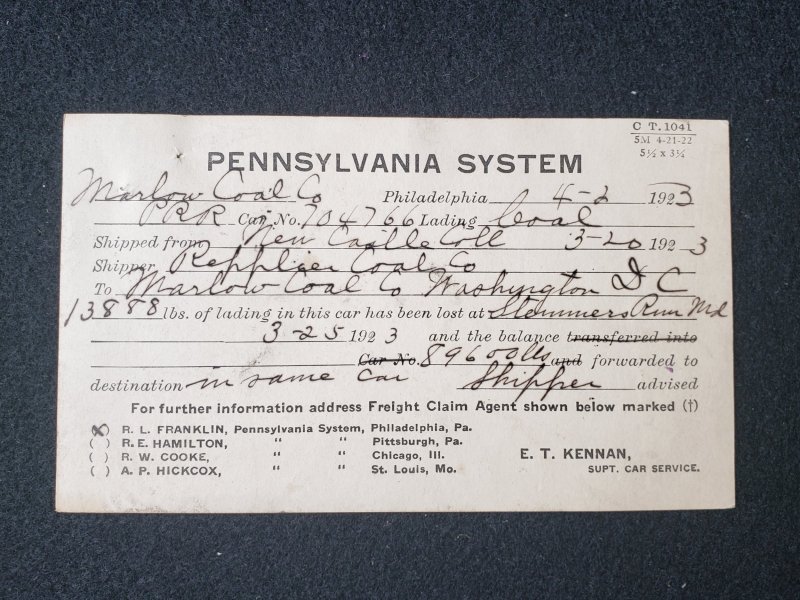 C T. 1041
5M 4-21-22
5½ x 3¼
PENNSYLVANIA SYSTEM
Marlow Coal Co Philadelphia 4-2 1923
PRR Car No. 704766 Lading Coal
Shipped from New Castle Coll 3-20 1923
Shipper Repplier Coal Co
To Marlow Coal Co Washington D C
13888 lbs. of lading in this car has been lost at Stemmers Run Md
3-25 1923 and the balance transferred into
Car No. 89600 lbs and forwarded to
destination in same car Shipper advised
For further information address Freight Claim Agent shown below marked (†)
(X) R. L. FRANKLIN, Pennsylvania System, Philadelphia, Pa.
( ) R. E. HAMILTON, " " Pittsburgh, Pa.
( ) R. W. COOKE, " " Chicago, Ill.
( ) A. P. HICKCOX, " " St. Louis, Mo.
E. T. KENNAN,
SUPT. CAR SERVICE.